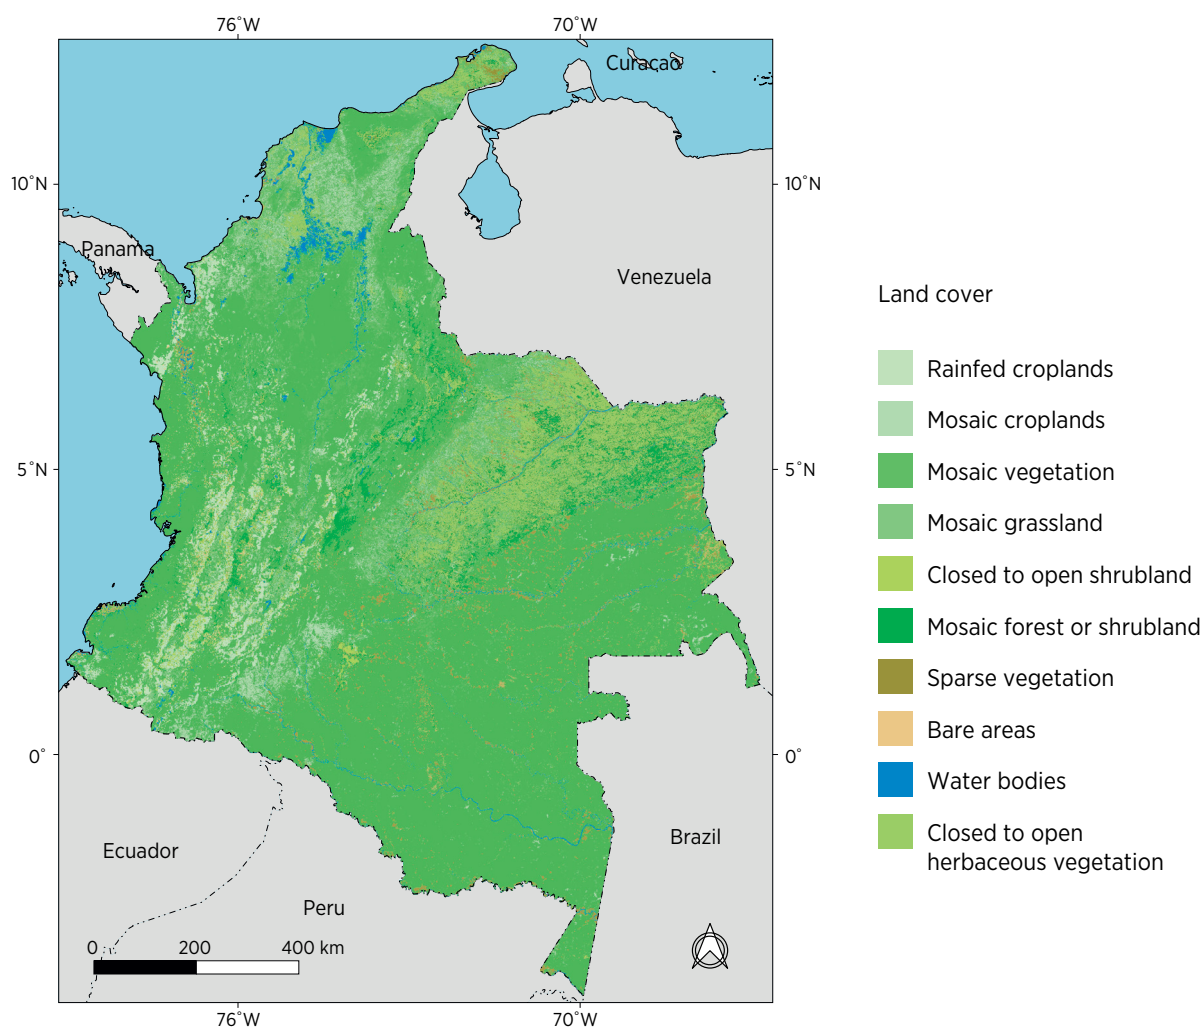 76°W 70°W
Curacao
10°N 10°N
Panama
Venezuela
5°N 5°N
0° 0°
Ecuador
Brazil
Peru
0 200 400 km
76°W 70°W
Land cover
Rainfed croplands
Mosaic croplands
Mosaic vegetation
Mosaic grassland
Closed to open shrubland
Mosaic forest or shrubland
Sparse vegetation
Bare areas
Water bodies
Closed to open
herbaceous vegetation